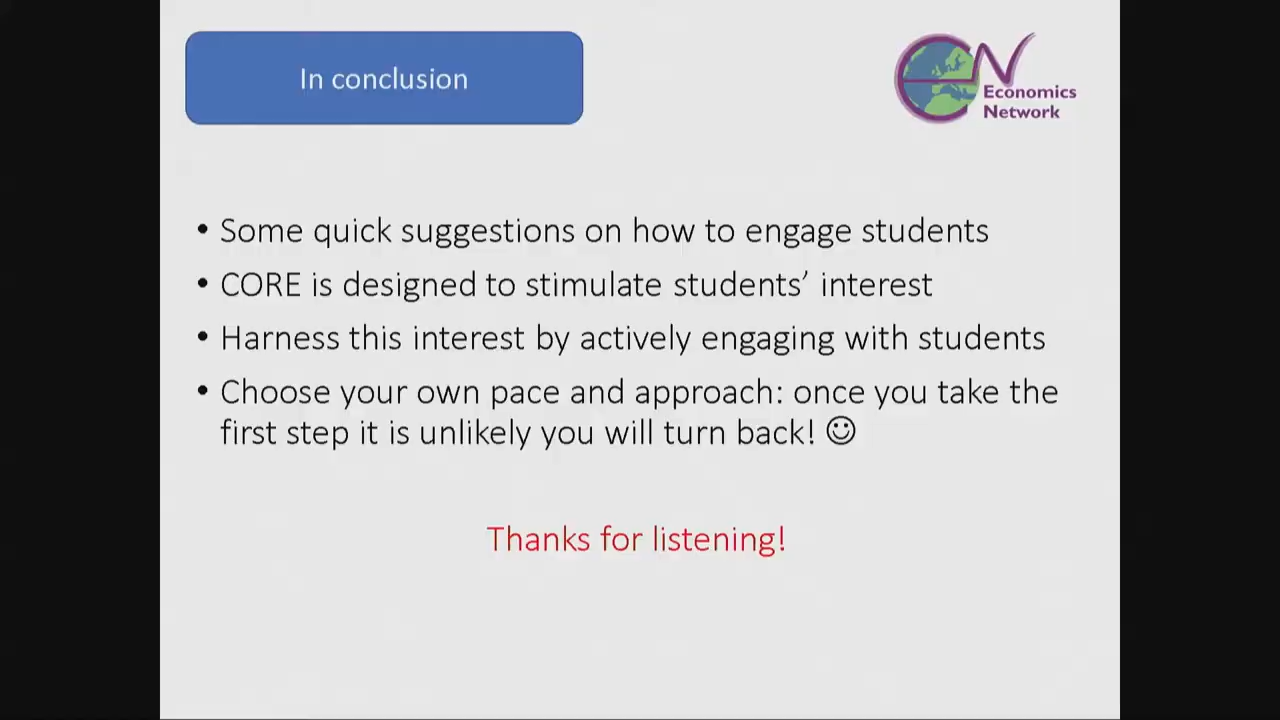 In conclusion
Economics
Network
• Some quick suggestions on how to engage students
• CORE is designed to stimulate students’ interest
• Harness this interest by actively engaging with students
• Choose your own pace and approach: once you take the
first step it is unlikely you will turn back! ☺
Thanks for listening!